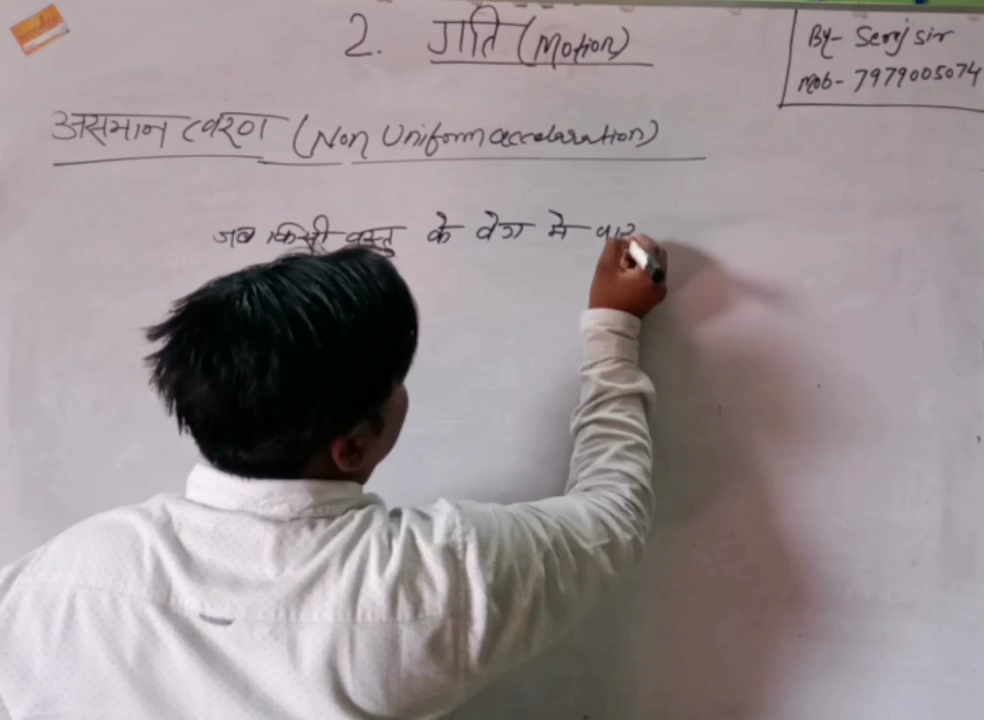 2. गति (Motion)
By- Seraj sir
Mob- 7979005074
असमान त्वरण (Non Uniform accelaration)
जब किसी वस्तु के वेग मे